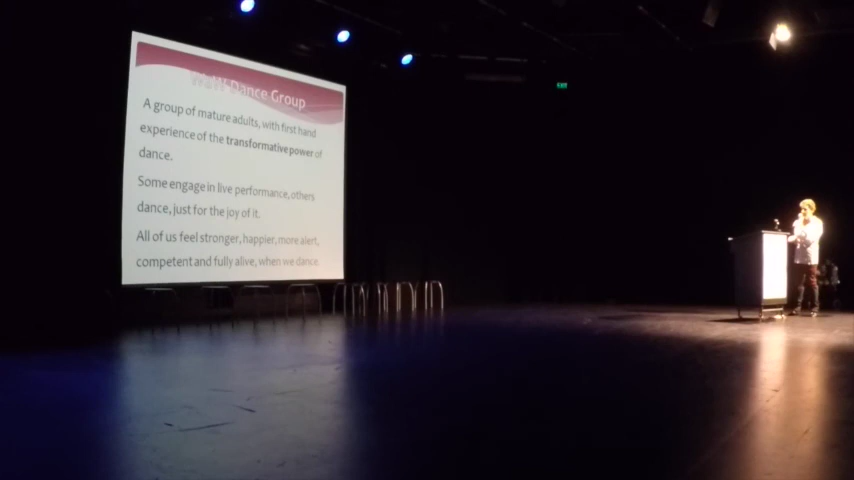 W&W Dance Group
A group of mature adults, with first hand
experience of the transformative power of
dance.
Some engage in live performance, others
dance, just for the joy of it.
All of us feel stronger, happier, more alert,
competent and fully alive, when we dance.
EXIT